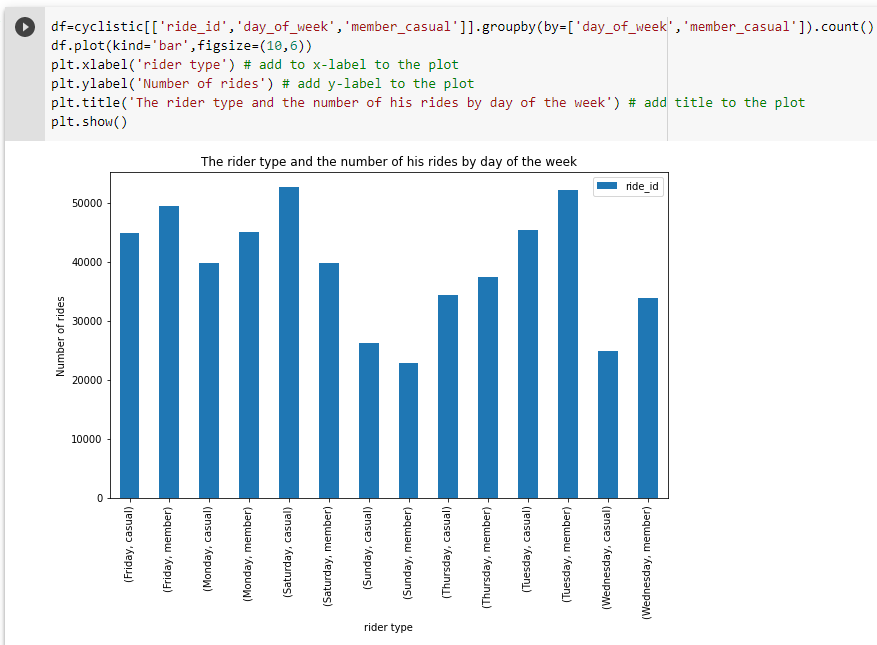 df=cyclistic[['ride_id','day_of_week','member_casual']].groupby(by=['day_of_week','member_casual']).count()
df.plot(kind='bar',figsize=(10,6))
plt.xlabel('rider type') # add to x-label to the plot
plt.ylabel('Number of rides') # add y-label to the plot
plt.title('The rider type and the number of his rides by day of the week') # add title to the plot
plt.show()
The rider type and the number of his rides by day of the week
ride_id
50000
40000
30000
20000
10000
0
Number of rides
(Friday, casual)
(Friday, member)
(Monday, casual)
(Monday, member)
(Saturday, casual)
(Saturday, member)
(Sunday, casual)
(Sunday, member)
(Thursday, casual)
(Thursday, member)
(Tuesday, casual)
(Tuesday, member)
(Wednesday, casual)
(Wednesday, member)
rider type